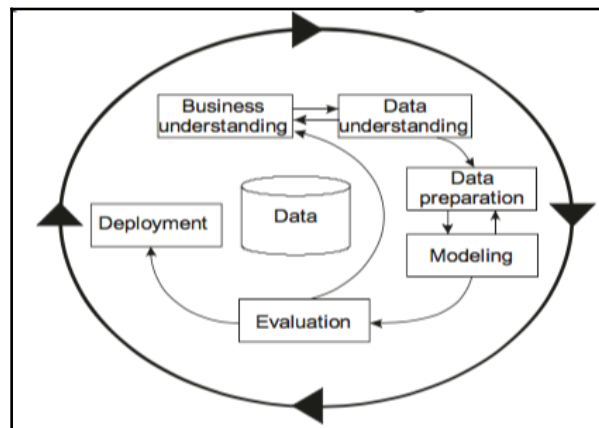 Business
understanding
Data
understanding
Data
preparation
Modeling
Evaluation
Deployment
Data